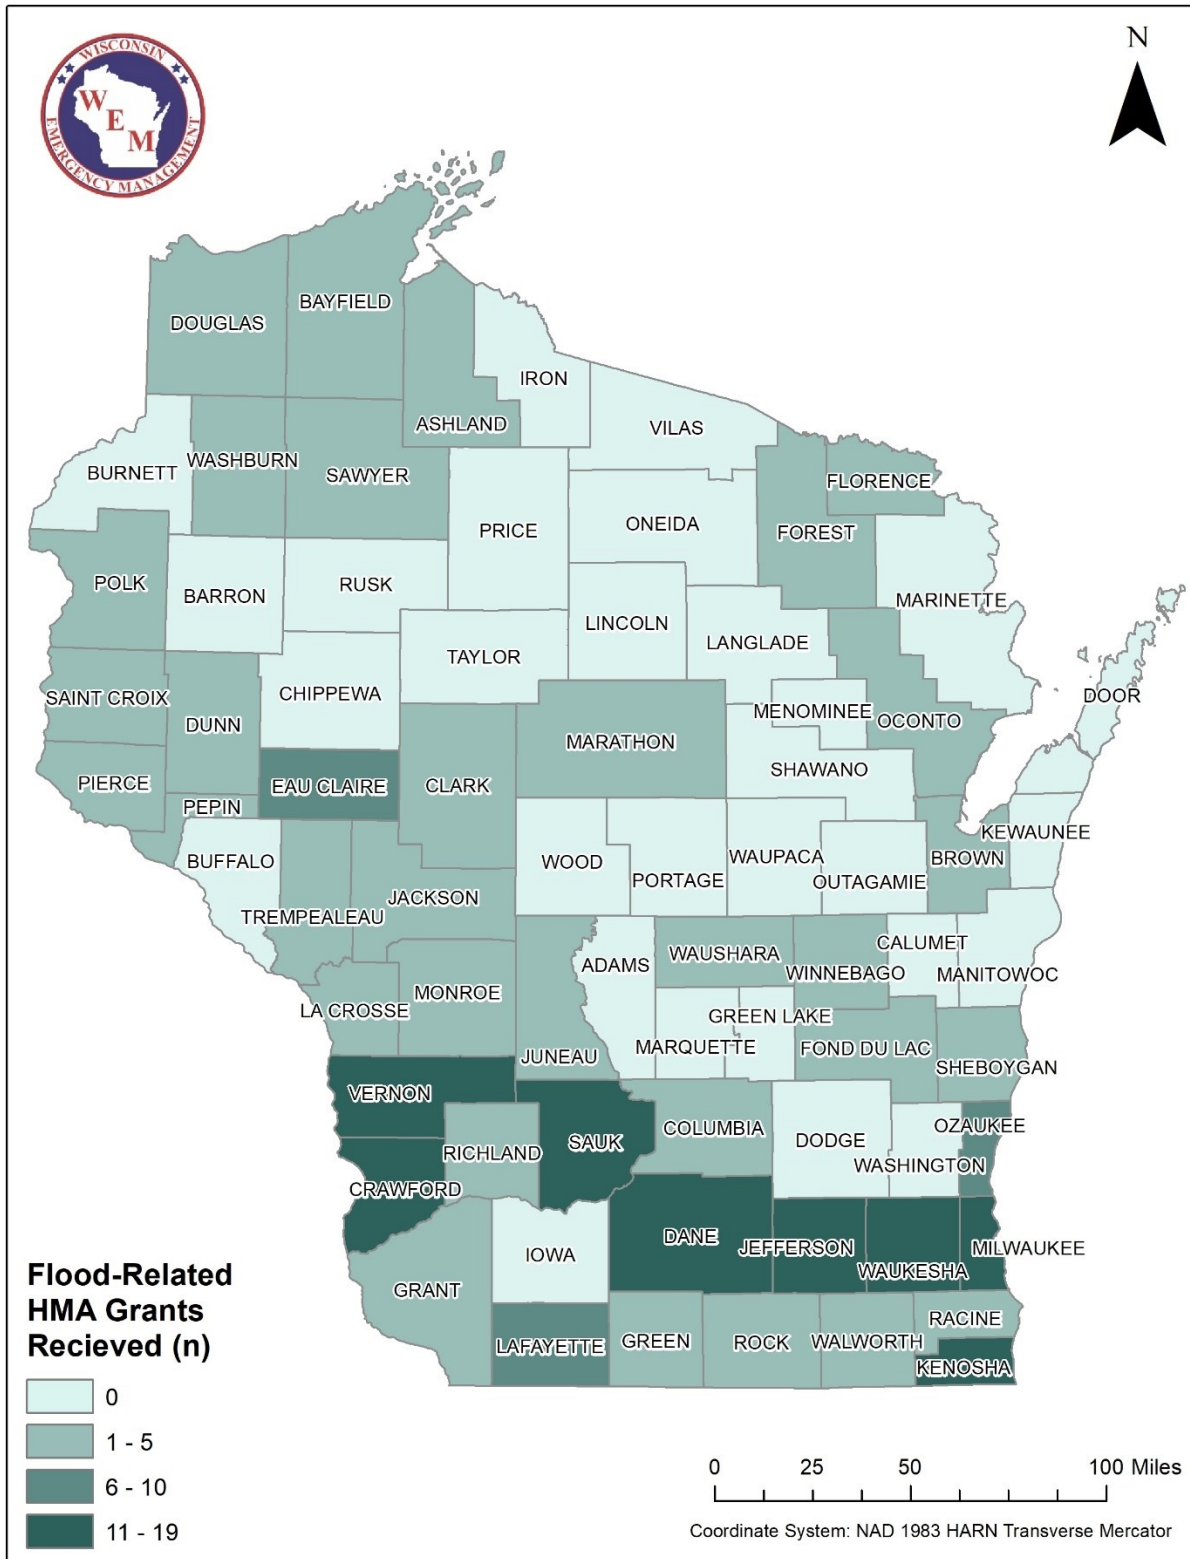 WISCONSIN
EMERGENCY MANAGEMENT
W
E
M
N
BAYFIELD
DOUGLAS
IRON
ASHLAND
VILAS
BURNETT
WASHBURN
SAWYER
FLORENCE
PRICE
ONEIDA
FOREST
POLK
BARRON
RUSK
MARINETTE
LINCOLN
LANGLADE
TAYLOR
SAINT CROIX
DUNN
CHIPPEWA
DOOR
MENOMINEE
OCONTO
MARATHON
SHAWANO
PIERCE
EAU CLAIRE
CLARK
PEPIN
KEWAUNEE
BUFFALO
WOOD
WAUPACA
BROWN
PORTAGE
OUTAGAMIE
JACKSON
TREMPEALEAU
CALUMET
WAUSHARA
ADAMS
WINNEBAGO
MANITOWOC
MONROE
LA CROSSE
GREEN LAKE
JUNEAU
MARQUETTE
FOND DU LAC
SHEBOYGAN
VERNON
COLUMBIA
OZAUKEE
SAUK
DODGE
RICHLAND
WASHINGTON
CRAWFORD
DANE
JEFFERSON
MILWAUKEE
IOWA
WAUKESHA
GRANT
RACINE
LAFAYETTE
GREEN
ROCK
WALWORTH
KENOSHA
Flood-Related
HMA Grants
Recieved (n)
0
1 - 5
6 - 10
11 - 19
0 25 50 100 Miles
Coordinate System: NAD 1983 HARN Transverse Mercator